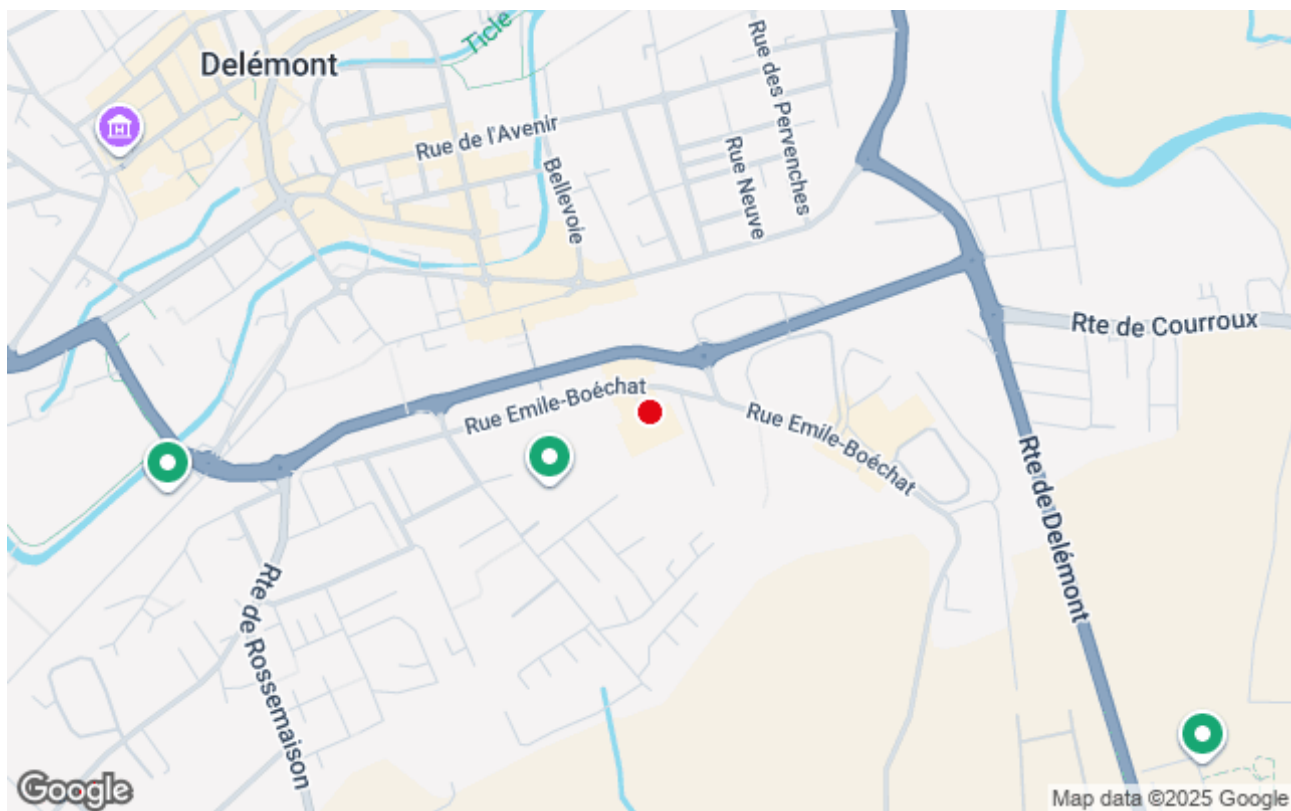 Ticle
Delémont
Rue des Pervenches
Rue de l'Avenir
Bellevoie
Rue Neuve
Rte de Courroux
Rue Emile-Boéchat
Rue Emile-Boéchat
Rte de Delémont
Rte de Rossemaison
Google
Map data ©2025 Google